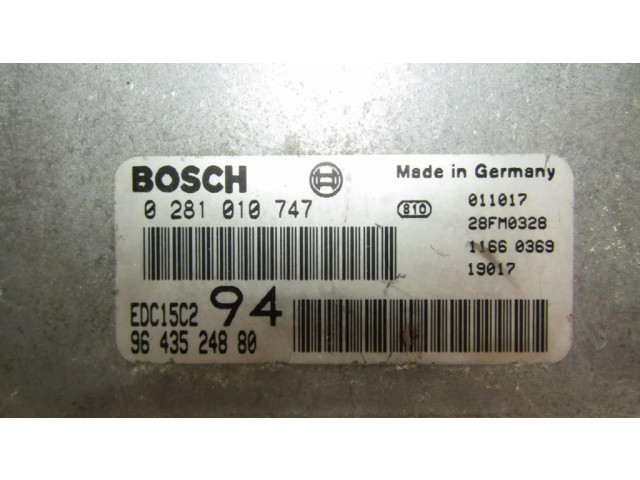 BOSCH
Made in Germany
0 281 010 747
810
011017
28FM0328
1166 0369
19017
EDC15C2 94
96 435 248 80